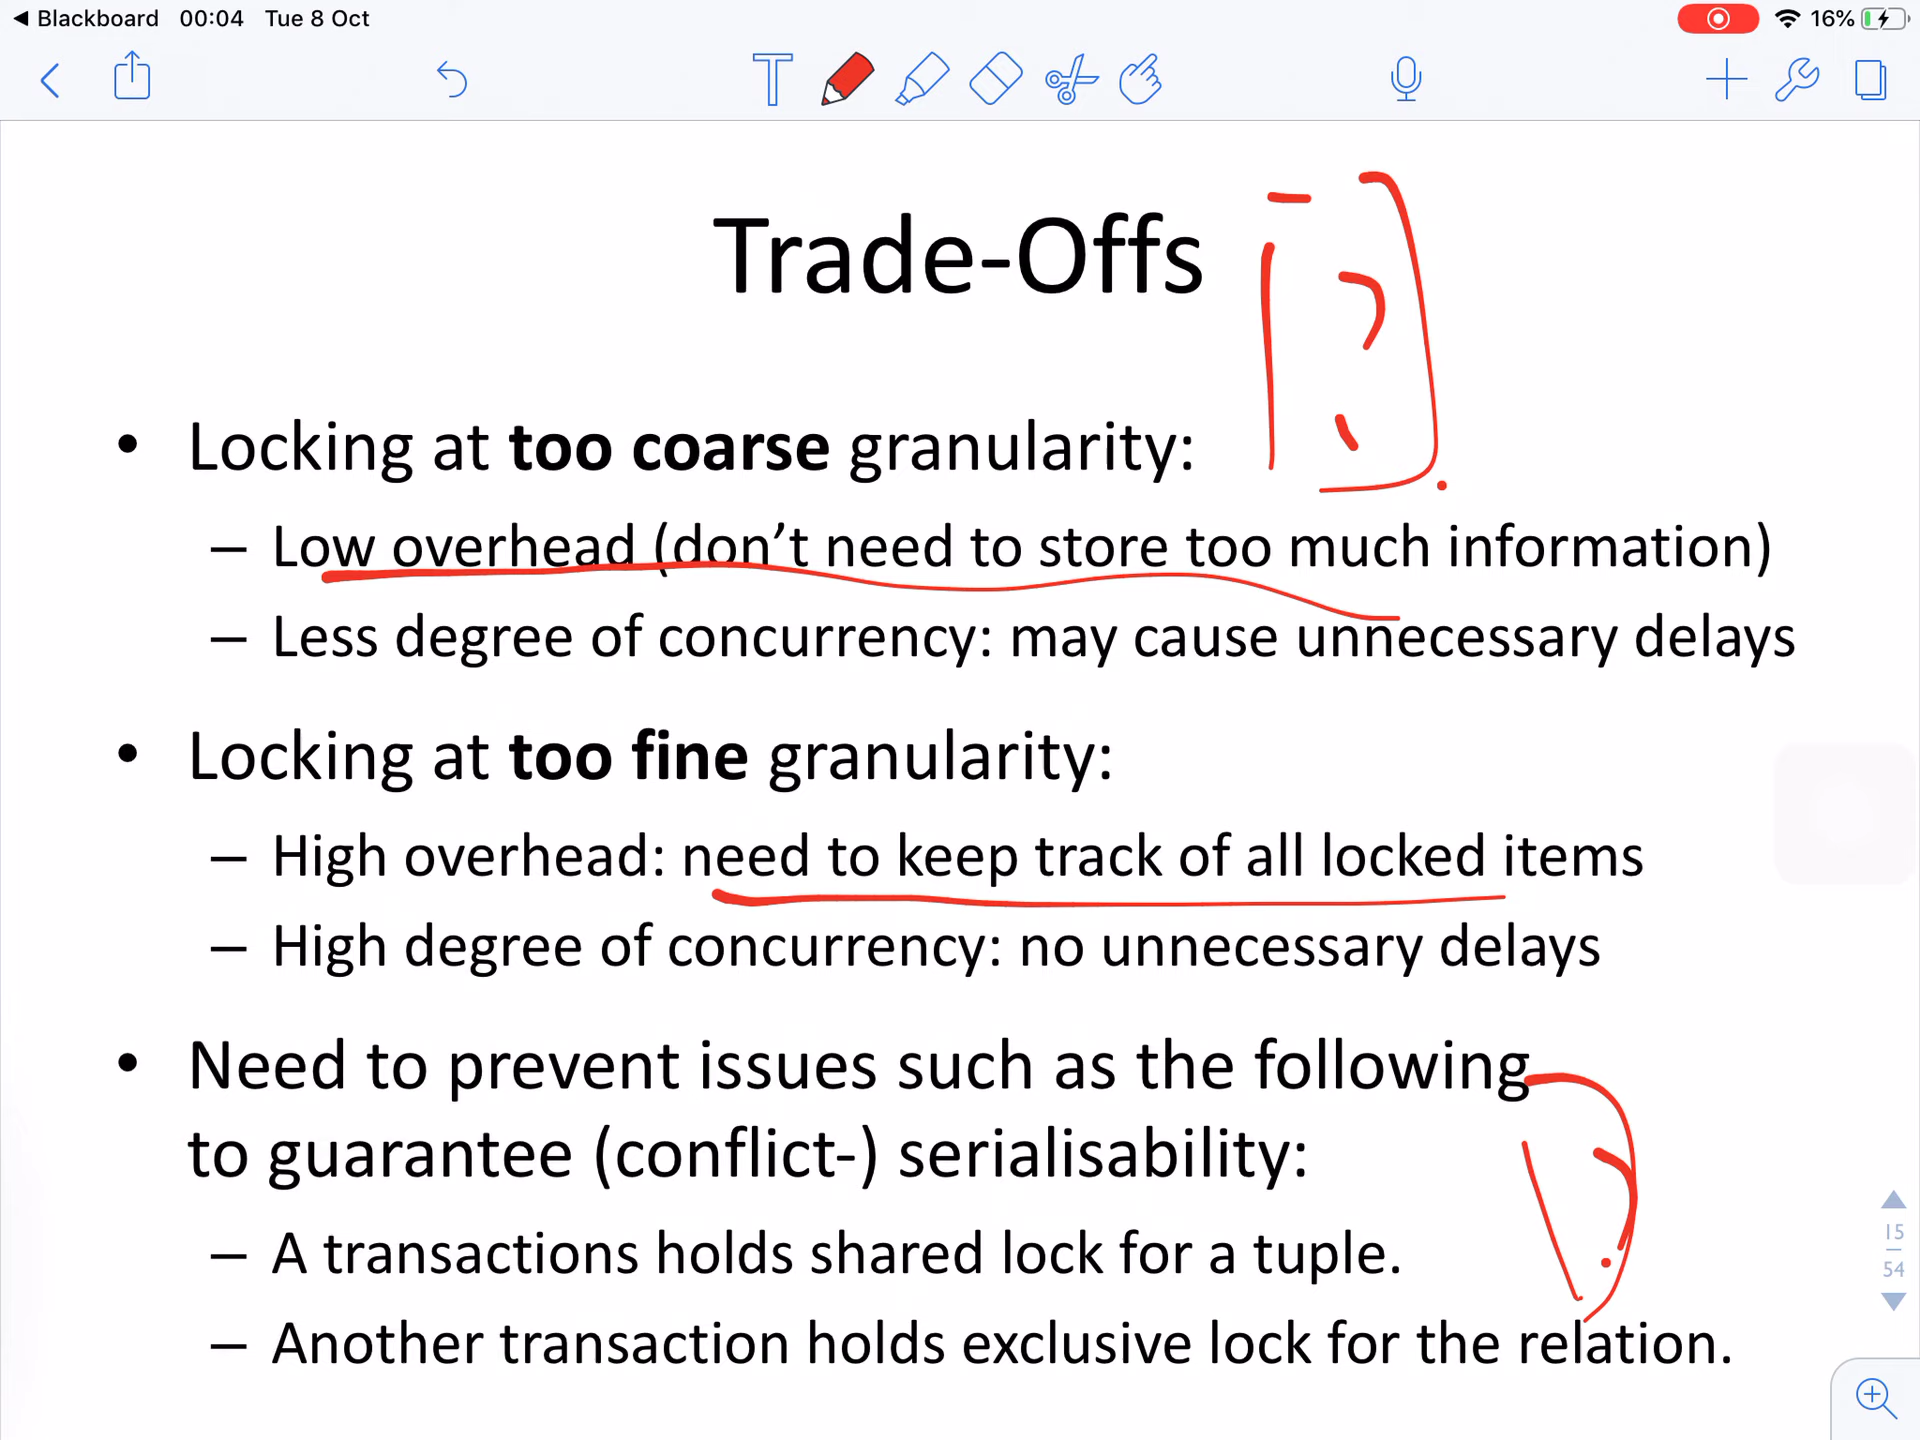 Blackboard 00:04 Tue 8 Oct 16%
T
Trade-Offs
• Locking at too coarse granularity:
– Low overhead (don’t need to store too much information)
– Less degree of concurrency: may cause unnecessary delays
• Locking at too fine granularity:
– High overhead: need to keep track of all locked items
– High degree of concurrency: no unnecessary delays
• Need to prevent issues such as the following
to guarantee (conflict-) serialisability:
– A transactions holds shared lock for a tuple.
– Another transaction holds exclusive lock for the relation.
15
54